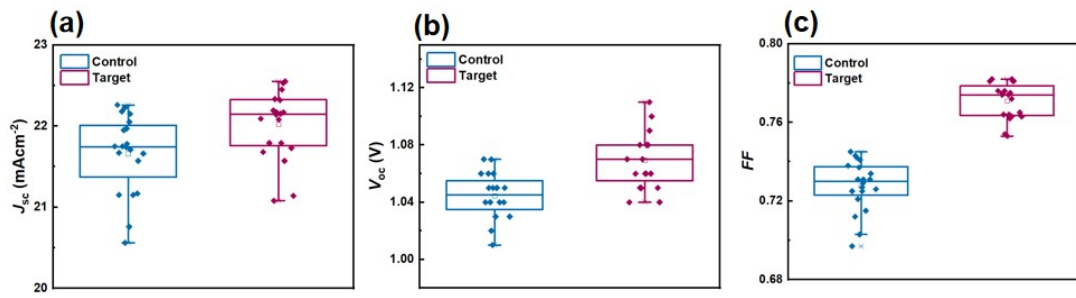 (a)
23
22
21
20
Jsc (mAcm-2)
Control
Target
(b)
1.12
1.08
1.04
1.00
Voc (V)
Control
Target
(c)
0.80
0.76
0.72
0.68
FF
Control
Target